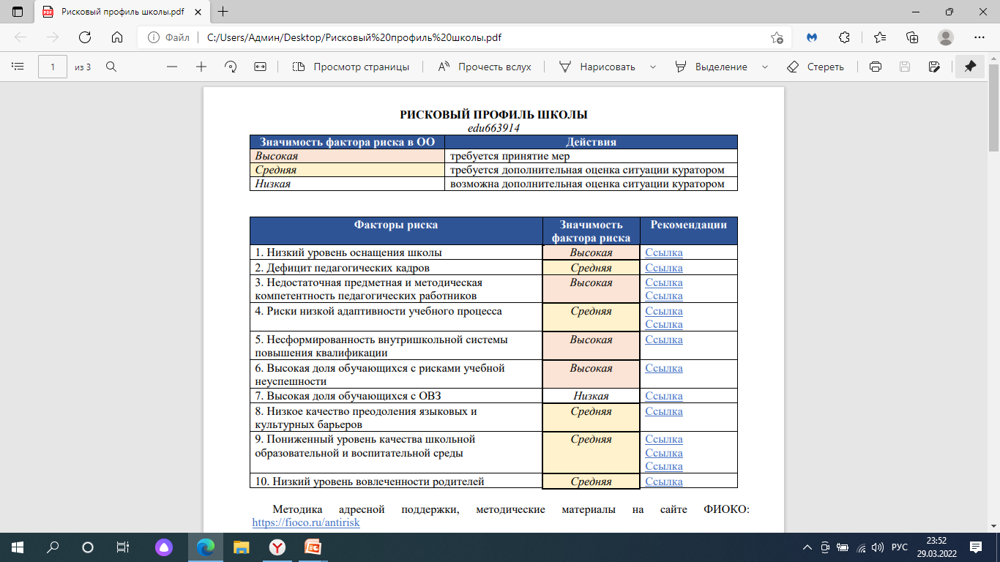 Рисковый профиль школы.pdf
Файл
C:/Users/Админ/Desktop/Рисковый%20профиль%20школы.pdf
1 из 3 Просмотр страницы Прочесть вслух Нарисовать Выделение Стереть
РИСКОВЫЙ ПРОФИЛЬ ШКОЛЫ
edu663914
Значимость фактора риска в ОО Действия
Высокая требуется принятие мер
Средняя требуется дополнительная оценка ситуации куратором
Низкая возможна дополнительная оценка ситуации куратором
Факторы риска
Значимость
фактора риска
Рекомендации
1. Низкий уровень оснащения школы Высокая Ссылка
2. Дефицит педагогических кадров Средняя Ссылка
3. Недостаточная предметная и методическая Высокая Ссылка
компетентность педагогических работников Ссылка
4. Риски низкой адаптивности учебного процесса Средняя Ссылка
Ссылка
5. Несформированность внутришкольной системы Высокая Ссылка
повышения квалификации
6. Высокая доля обучающихся с рисками учебной Высокая Ссылка
неуспешности
7. Высокая доля обучающихся с ОВЗ Низкая Ссылка
8. Низкое качество преодоления языковых и Средняя Ссылка
культурных барьеров
9. Пониженный уровень качества школьной Средняя Ссылка
образовательной и воспитательной среды Ссылка
Ссылка
10. Низкий уровень вовлеченности родителей Средняя Ссылка
Методика адресной поддержки, методические материалы на сайте ФИОКО:
https://fioco.ru/antirisk
РУС
23:52
29.03.2022